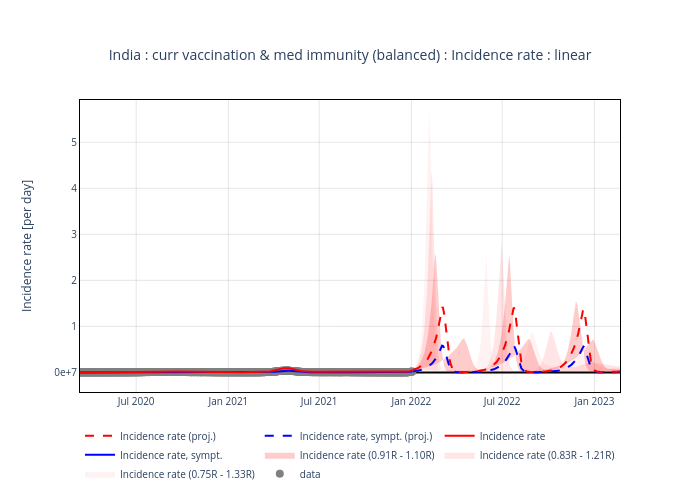 India : curr vaccination & med immunity (balanced) : Incidence rate : linear
Incidence rate [per day]
5
4
3
2
1
0e+7
Jul 2020 Jan 2021 Jul 2021 Jan 2022 Jul 2022 Jan 2023
Incidence rate (proj.) Incidence rate, sympt. (proj.) Incidence rate
Incidence rate, sympt. Incidence rate (0.91R - 1.10R) Incidence rate (0.83R - 1.21R)
Incidence rate (0.75R - 1.33R) data